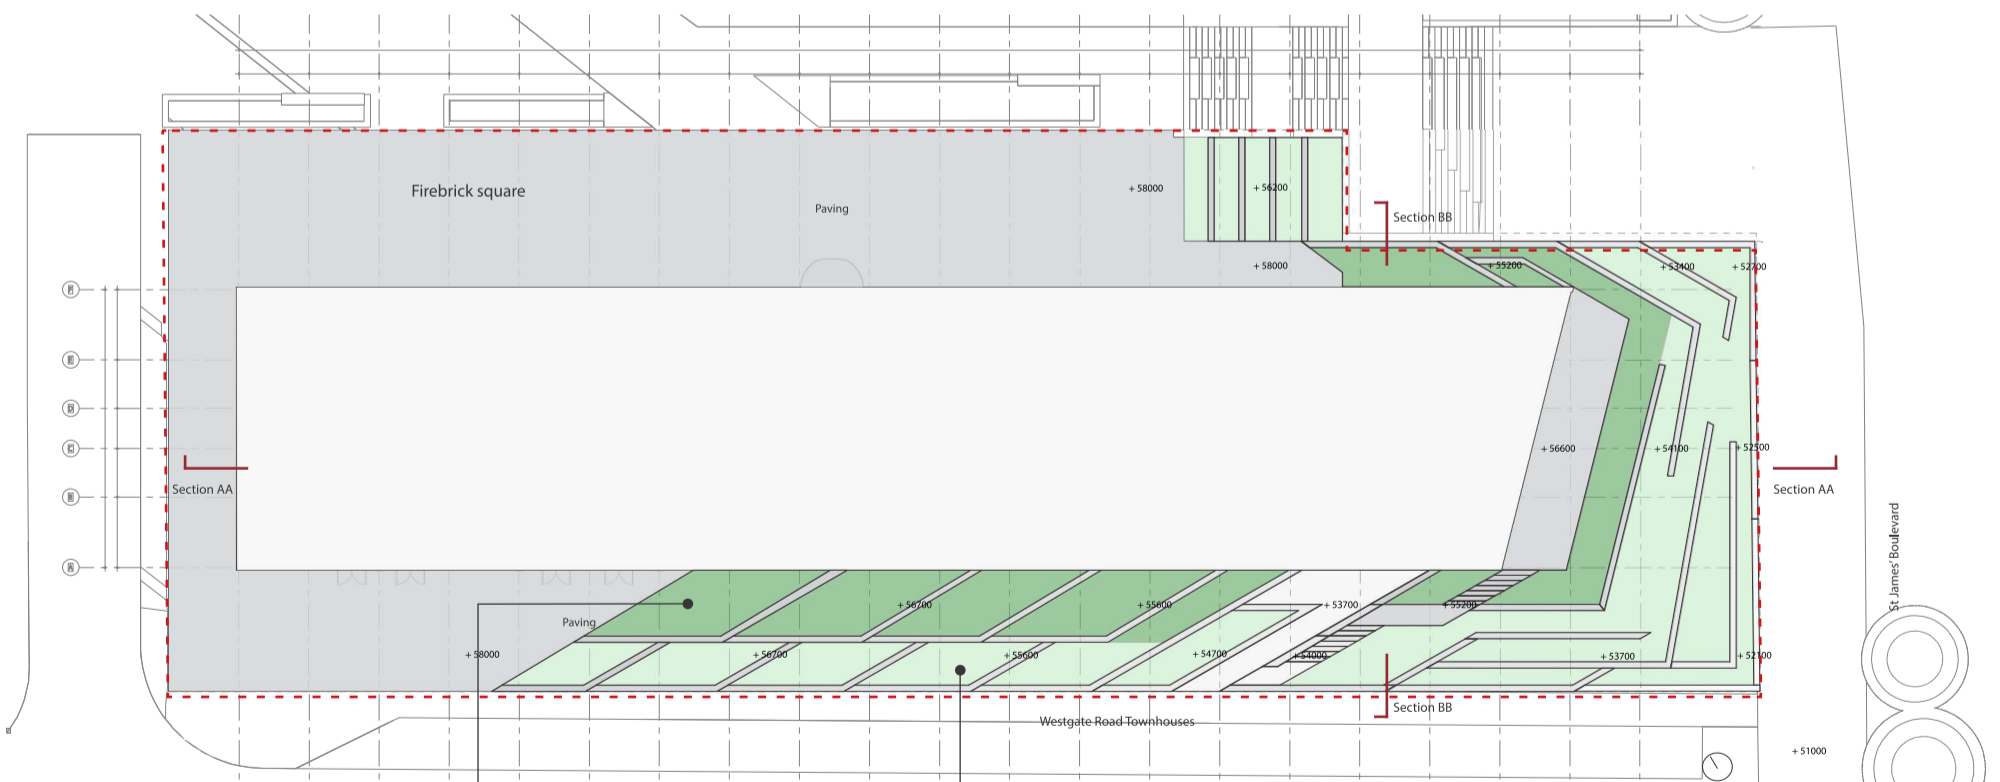 Firebrick square
Paving
+ 58000
+ 56200
Section BB
+ 58000
+ 55200
+ 53400
+ 52700
F
E
D
C
B
A
+ 56600
+ 54100
+ 52500
Section AA
Section AA
St James' Boulevard
+ 56700
+ 55600
+ 53700
+ 55200
Paving
+ 58000
+ 56700
+ 55600
+ 54700
+ 54000
+ 53700
+ 52100
Section BB
Westgate Road Townhouses
+ 51000